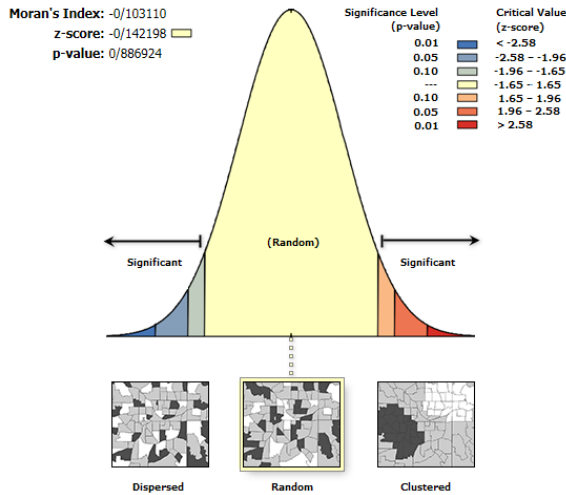 Moran's Index: -0/103110
z-score: -0/142198
p-value: 0/886924
Significance Level
(p-value)
Critical Value
(z-score)
0.01 < -2.58
0.05 -2.58 – -1.96
0.10 -1.96 – -1.65
--- -1.65 – 1.65
0.10 1.65 – 1.96
0.05 1.96 – 2.58
0.01 > 2.58
(Random)
Significant
Significant
Dispersed
Random
Clustered